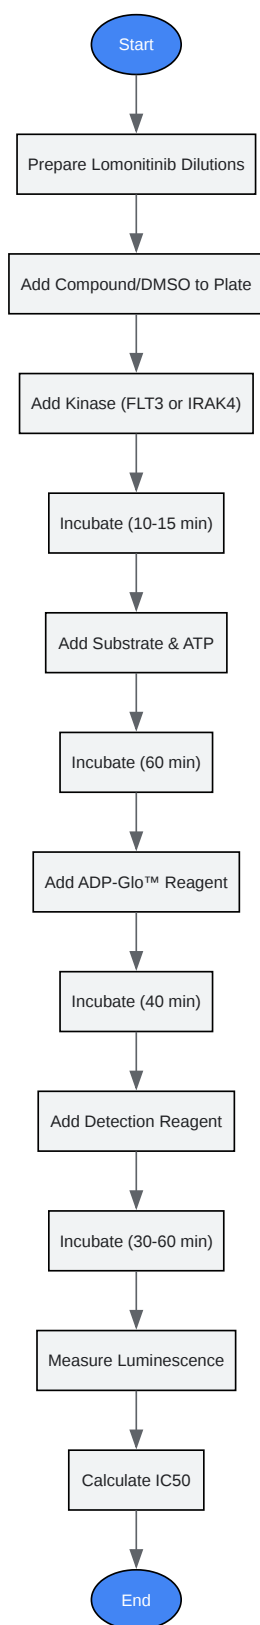 Start
Prepare Lomonitinib Dilutions
Add Compound/DMSO to Plate
Add Kinase (FLT3 or IRAK4)
Incubate (10-15 min)
Add Substrate & ATP
Incubate (60 min)
Add ADP-Glo™ Reagent
Incubate (40 min)
Add Detection Reagent
Incubate (30-60 min)
Measure Luminescence
Calculate IC50
End